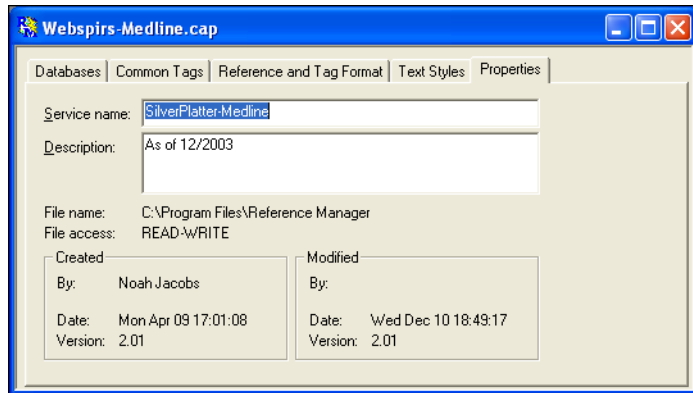 Webspirs-Medline.cap
Databases Common Tags Reference and Tag Format Text Styles Properties
Service name: SilverPlatter-Medline
Description: As of 12/2003
File name: C:\Program Files\Reference Manager
File access: READ-WRITE
Created
By: Noah Jacobs
Date: Mon Apr 09 17:01:08
Version: 2.01
Modified
By:
Date: Wed Dec 10 18:49:17
Version: 2.01